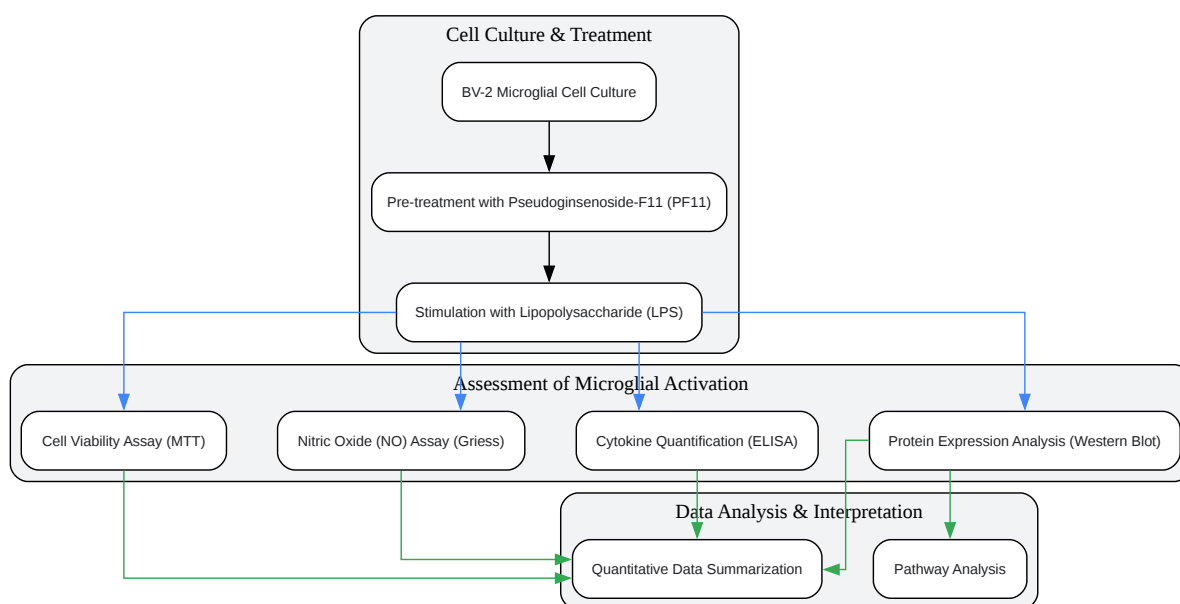 Cell Culture & Treatment
BV-2 Microglial Cell Culture
Pre-treatment with Pseudoginsenoside-F11 (PF11)
Stimulation with Lipopolysaccharide (LPS)
Assessment of Microglial Activation
Cell Viability Assay (MTT)
Nitric Oxide (NO) Assay (Griess)
Cytokine Quantification (ELISA)
Protein Expression Analysis (Western Blot)
Data Analysis & Interpretation
Quantitative Data Summarization
Pathway Analysis